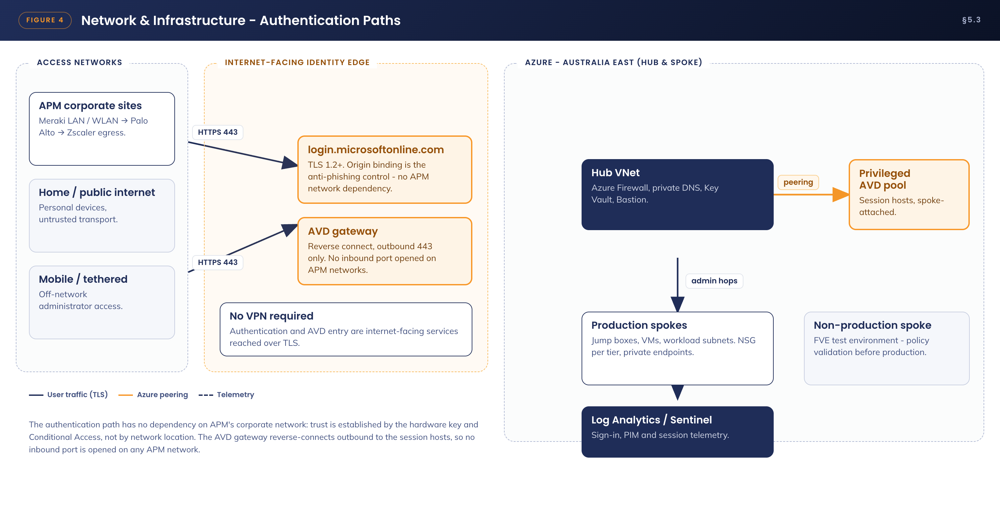 FIGURE 4
Network & Infrastructure - Authentication Paths
§5.3
ACCESS NETWORKS
APM corporate sites
Meraki LAN / WLAN → Palo
Alto → Zscaler egress.
Home / public internet
Personal devices,
untrusted transport.
Mobile / tethered
Off-network
administrator access.
HTTPS 443
HTTPS 443
INTERNET-FACING IDENTITY EDGE
login.microsoftonline.com
TLS 1.2+. Origin binding is the
anti-phishing control - no APM
network dependency.
AVD gateway
Reverse connect, outbound 443
only. No inbound port opened on
APM networks.
No VPN required
Authentication and AVD entry are internet-facing services
reached over TLS.
AZURE - AUSTRALIA EAST (HUB & SPOKE)
Hub VNet
Azure Firewall, private DNS, Key
Vault, Bastion.
peering
Privileged
AVD pool
Session hosts, spoke-
attached.
admin hops
Production spokes
Jump boxes, VMs, workload subnets. NSG
per tier, private endpoints.
Non-production spoke
FVE test environment - policy
validation before production.
Log Analytics / Sentinel
Sign-in, PIM and session telemetry.
User traffic (TLS)
Azure peering
Telemetry
The authentication path has no dependency on APM's corporate network: trust is established by the hardware key and
Conditional Access, not by network location. The AVD gateway reverse-connects outbound to the session hosts, so no
inbound port is opened on any APM network.